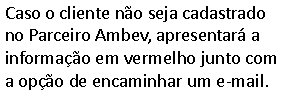 Caso o cliente não seja cadastrado
no Parceiro Ambev, apresentará a
informação em vermelho junto com
a opção de encaminhar um e-mail.